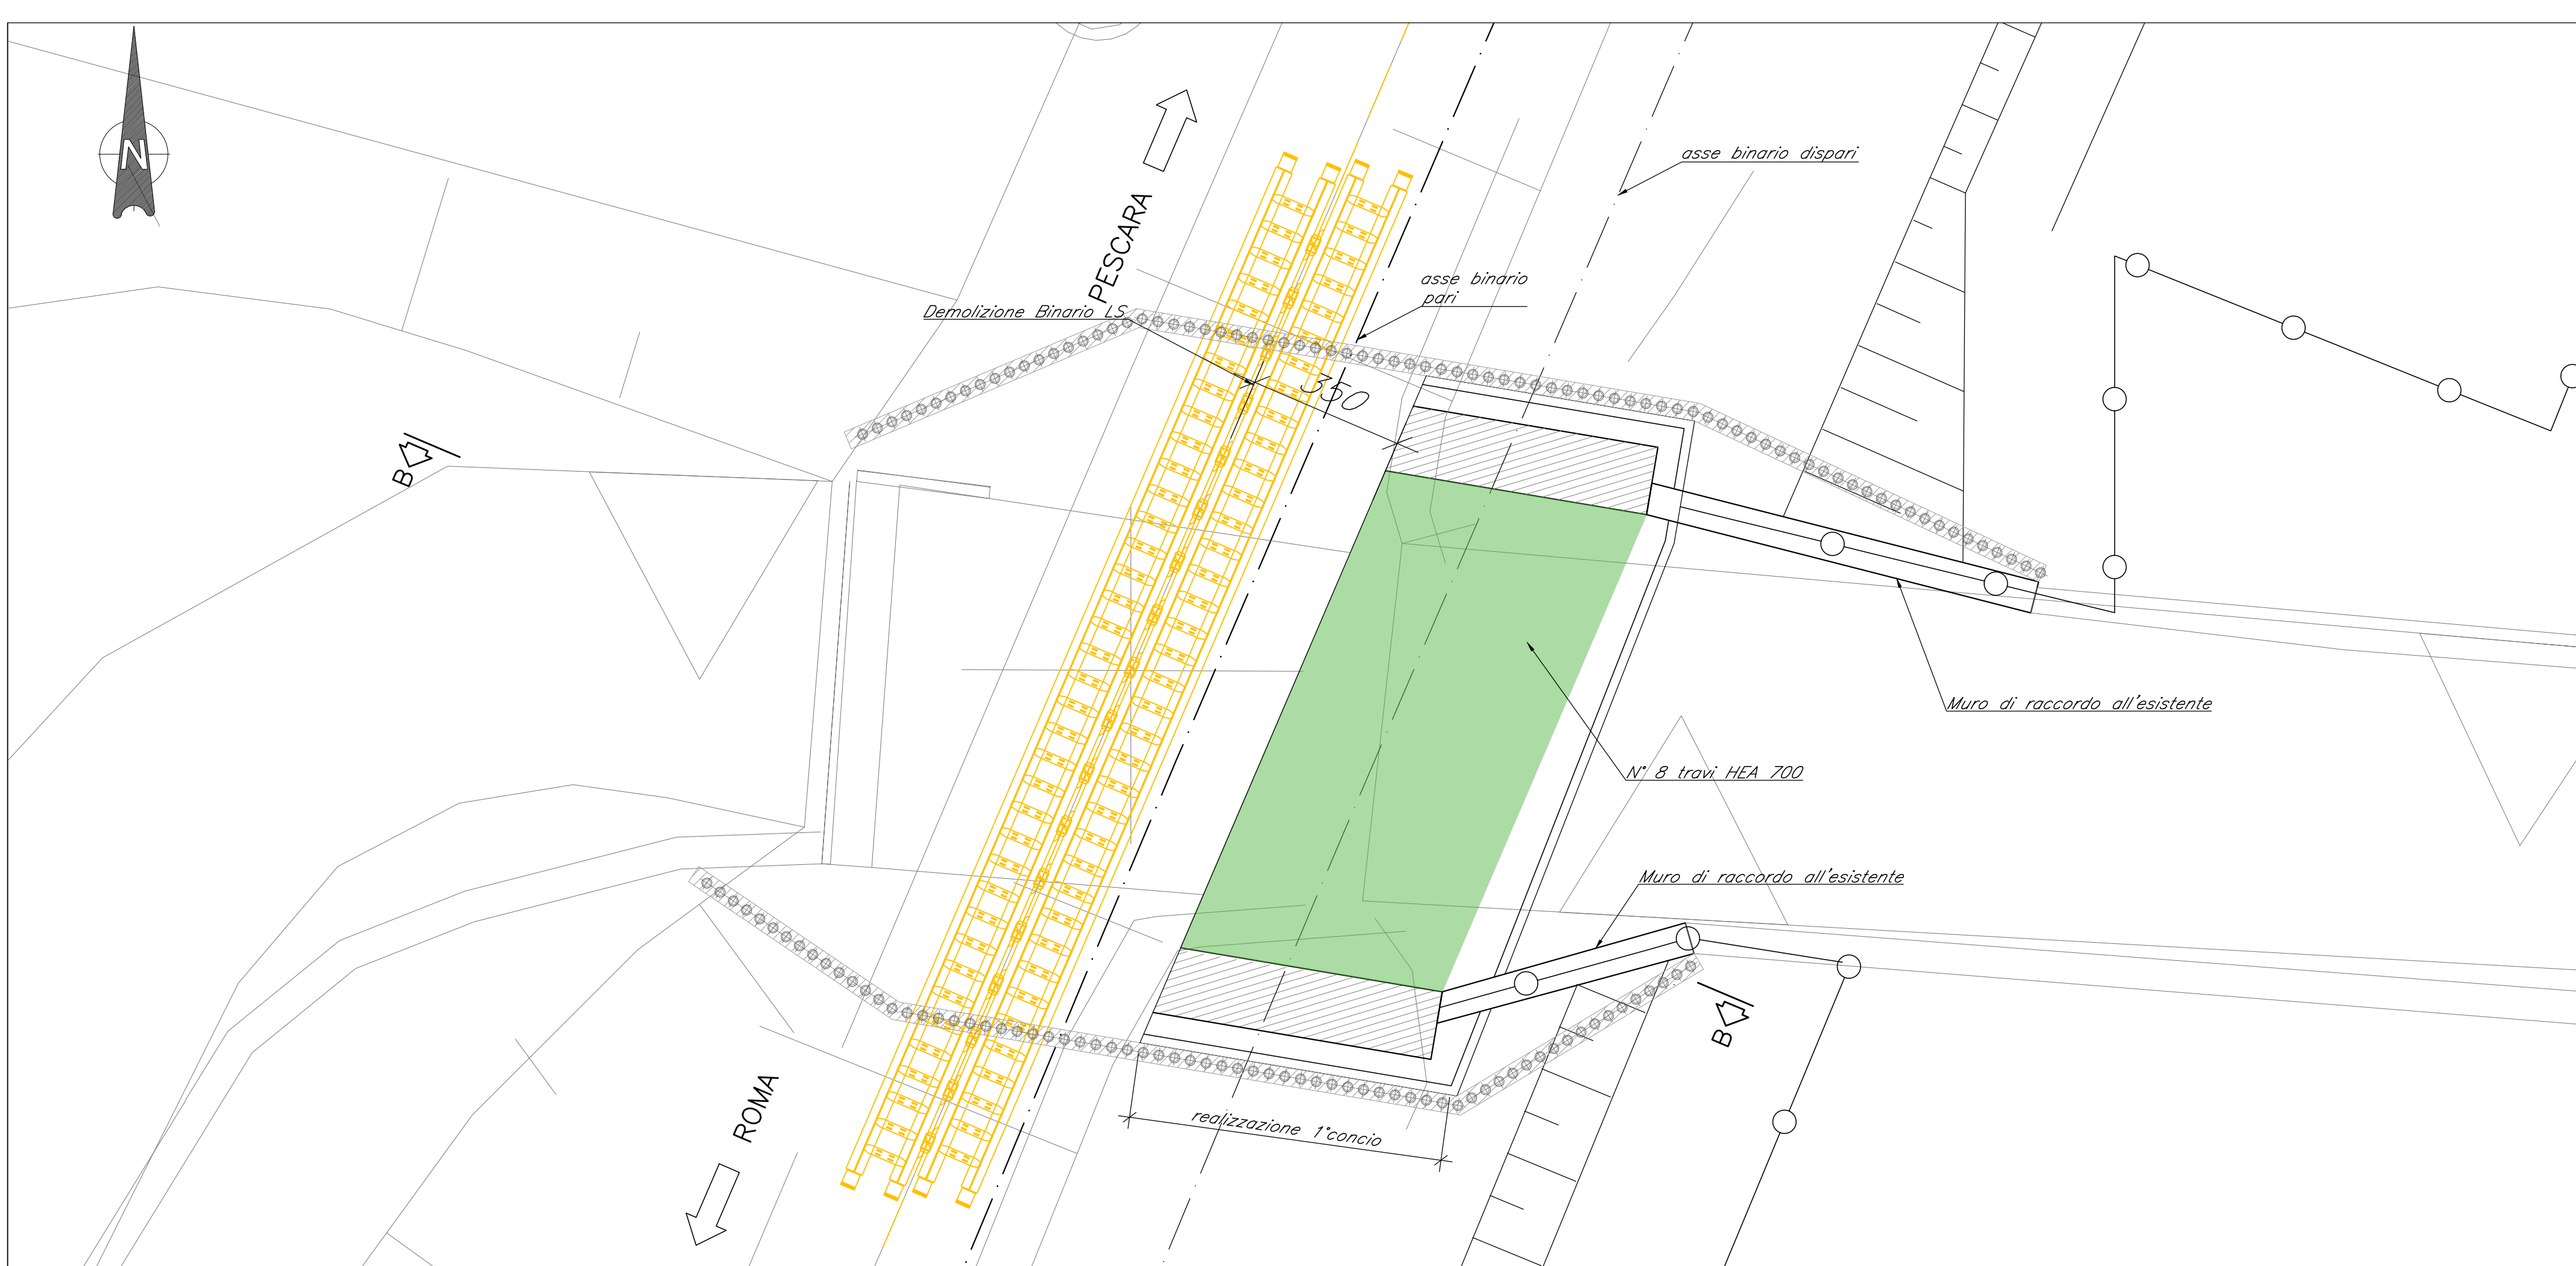 N
asse binario dispari
PESCARA
asse binario
pari
Demolizione Binario LS
350
B
Muro di raccordo all'esistente
N° 8 travi HEA 700
Muro di raccordo all'esistente
B
ROMA
realizzazione 1°concio